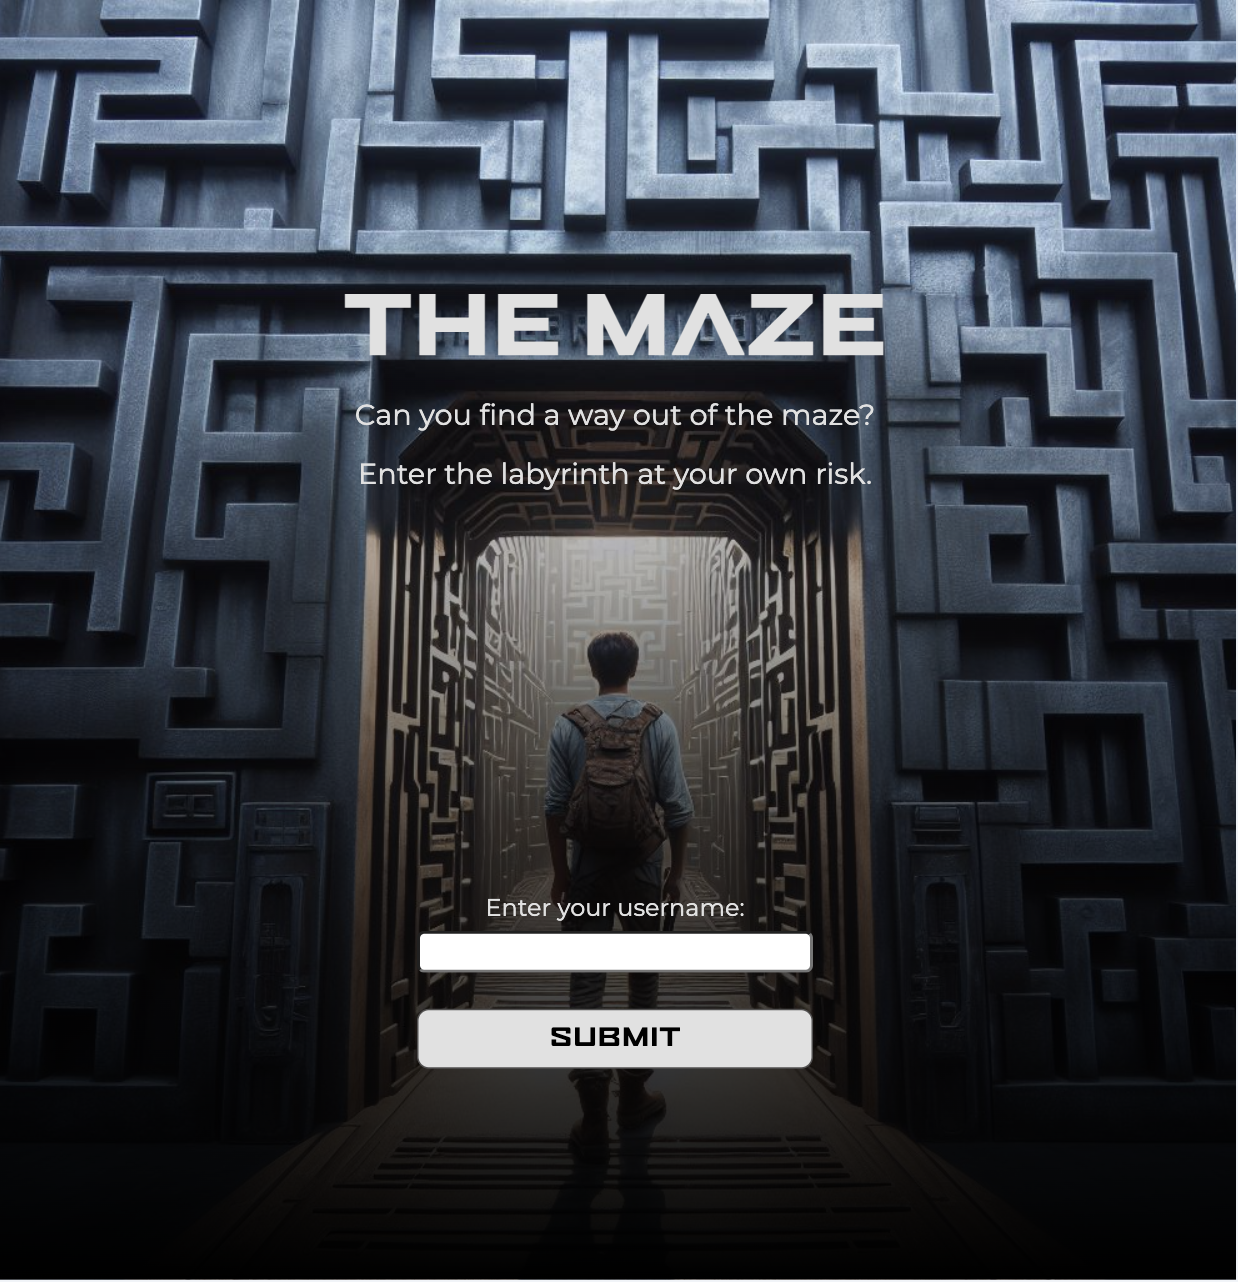 THE MAZE
Can you find a way out of the maze?
Enter the labyrinth at your own risk.
Enter your username:
SUBMIT